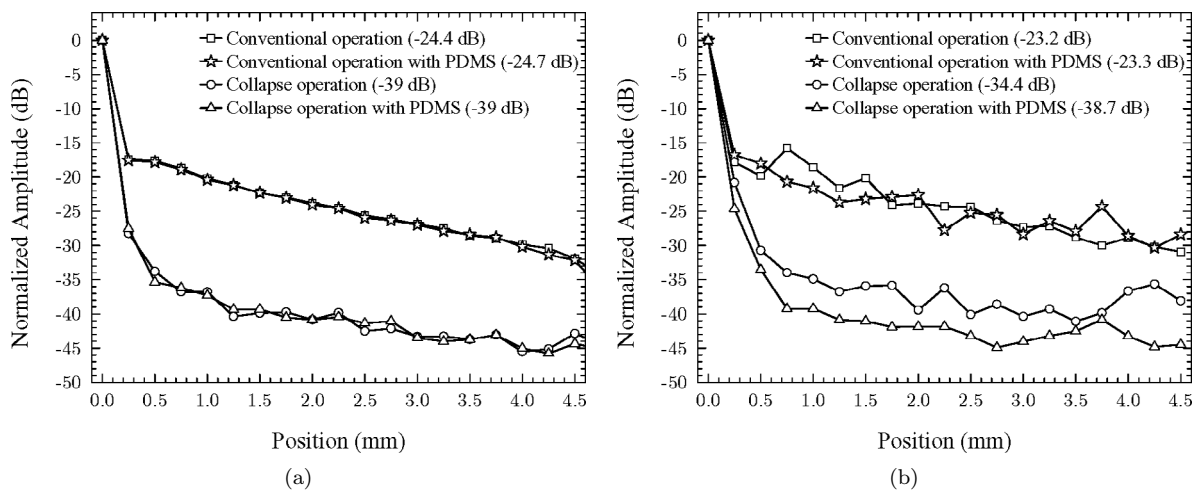 0
-5
-10
-15
-20
-25
-30
-35
-40
-45
-50
Normalized Amplitude (dB)
Conventional operation (-24.4 dB)
Conventional operation with PDMS (-24.7 dB)
Collapse operation (-39 dB)
Collapse operation with PDMS (-39 dB)
0.0 0.5 1.0 1.5 2.0 2.5 3.0 3.5 4.0 4.5
Position (mm)
(a)
0
-5
-10
-15
-20
-25
-30
-35
-40
-45
-50
Normalized Amplitude (dB)
Conventional operation (-23.2 dB)
Conventional operation with PDMS (-23.3 dB)
Collapse operation (-34.4 dB)
Collapse operation with PDMS (-38.7 dB)
0.0 0.5 1.0 1.5 2.0 2.5 3.0 3.5 4.0 4.5
Position (mm)
(b)